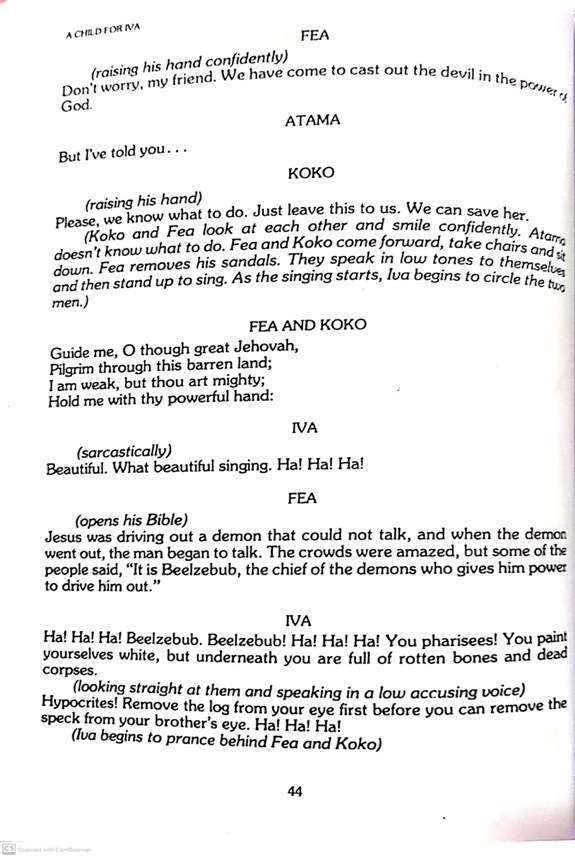 A CHILD FOR IVA
FEA
(raising his hand confidently)
Don't worry, my friend. We have come to cast out the devil in the power of
God.
ATAMA
But I've told you...
KOKO
(raising his hand)
Please, we know what to do. Just leave this to us. We can save her.
(Koko and Fea look at each other and smile confidently. Atama
doesn't know what to do. Fea and Koko come forward, take chairs and sit
down. Fea removes his sandals. They speak in low tones to themselves
and then stand up to sing. As the singing starts, Iva begins to circle the two
men.)
FEA AND KOKO
Guide me, O though great Jehovah,
Pilgrim through this barren land;
I am weak, but thou art mighty;
Hold me with thy powerful hand:
IVA
(sarcastically)
Beautiful. What beautiful singing. Ha! Ha! Ha!
FEA
(opens his Bible)
Jesus was driving out a demon that could not talk, and when the demon
went out, the man began to talk. The crowds were amazed, but some of the
people said, "It is Beelzebub, the chief of the demons who gives him power
to drive him out."
IVA
Ha! Ha! Ha! Beelzebub. Beelzebub! Ha! Ha! Ha! You pharisees! You paint
yourselves white, but underneath you are full of rotten bones and dead
corpses.
(looking straight at them and speaking in a low accusing voice)
Hypocrites! Remove the log from your eye first before you can remove the
speck from your brother's eye. Ha! Ha! Ha!
(Iva begins to prance behind Fea and Koko)
44
CS Scanned with CamScanner